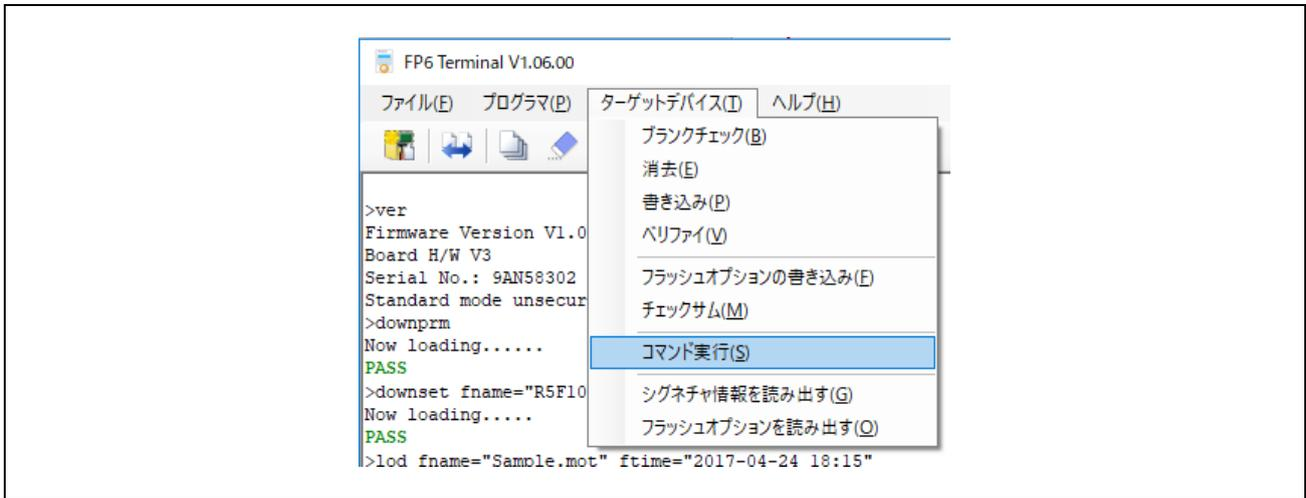 FP6 Terminal V1.06.00
ファイル(F) プログラマ(P) ターゲットデバイス(T) ヘルプ(H)
ブランクチェック(B)
消去(E)
書き込み(P)
ベリファイ(V)
フラッシュオプションの書き込み(F)
チェックサム(M)
コマンド実行(S)
シグネチャ情報を読み出す(G)
フラッシュオプションを読み出す(O)
>ver
Firmware Version V1.0
Board H/W V3
Serial No.: 9AN58302
Standard mode unsecur
>downprm
Now loading......
PASS
>downset fname="R5F10
Now loading.....
PASS
>lod fname="Sample.mot" ftime="2017-04-24 18:15"